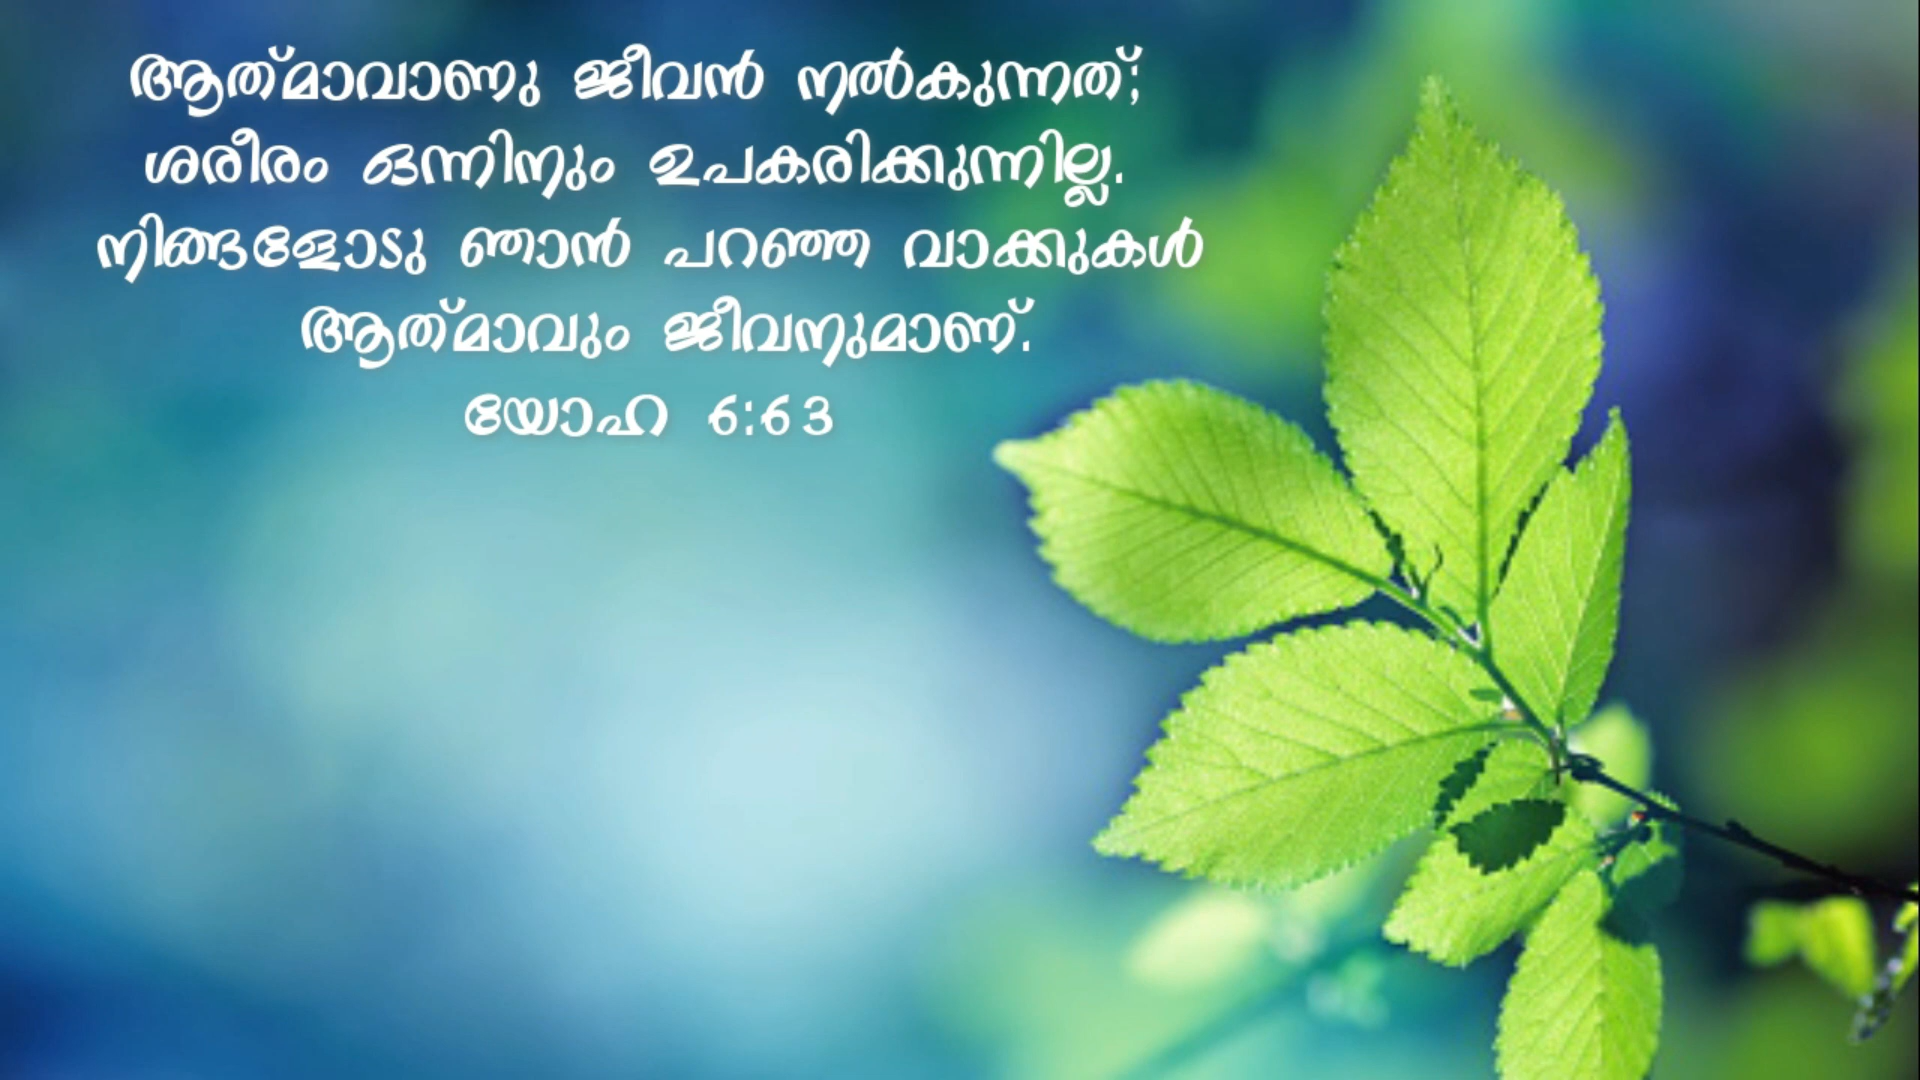 ആത്മാവാണു ജീവൻ നൽകുന്നത്;
ശരീരം ഒന്നിനും ഉപകരിക്കുന്നില്ല.
നിങ്ങളോടു ഞാൻ പറഞ്ഞ വാക്കുകൾ
ആത്മാവും ജീവനുമാണ്.
യോഹ 6:63